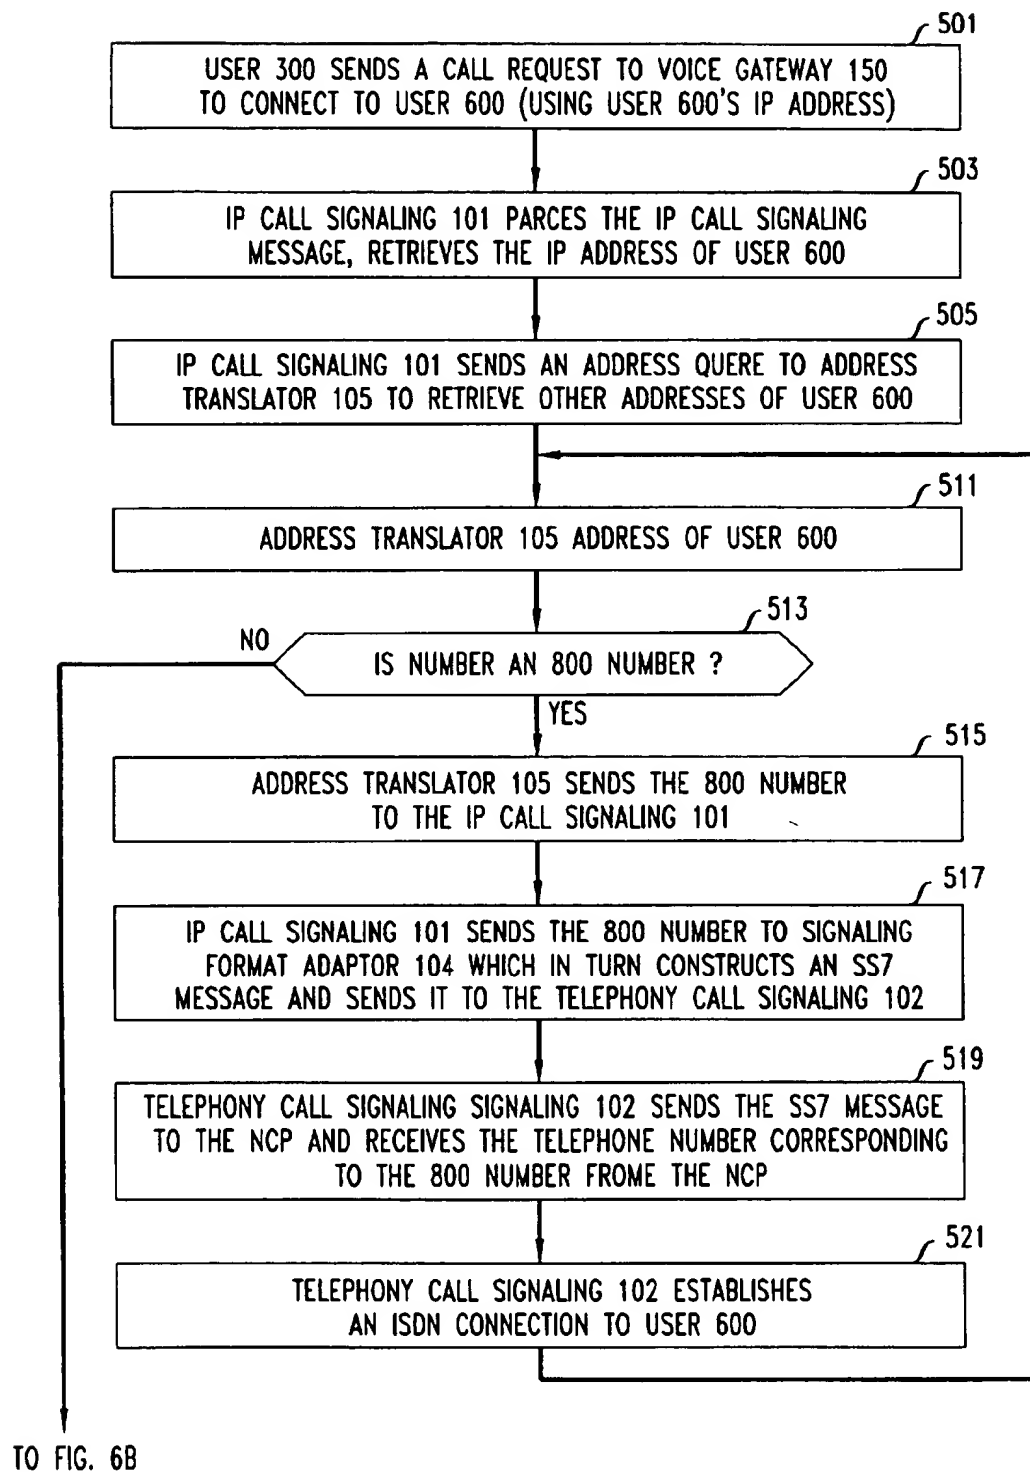 501
USER 300 SENDS A CALL REQUEST TO VOICE GATEWAY 150
TO CONNECT TO USER 600 (USING USER 600'S IP ADDRESS)
503
IP CALL SIGNALING 101 PARCES THE IP CALL SIGNALING
MESSAGE, RETRIEVES THE IP ADDRESS OF USER 600
505
IP CALL SIGNALING 101 SENDS AN ADDRESS QUERE TO ADDRESS
TRANSLATOR 105 TO RETRIEVE OTHER ADDRESSES OF USER 600
511
ADDRESS TRANSLATOR 105 ADDRESS OF USER 600
513
NO
IS NUMBER AN 800 NUMBER ?
YES
515
ADDRESS TRANSLATOR 105 SENDS THE 800 NUMBER
TO THE IP CALL SIGNALING 101
517
IP CALL SIGNALING 101 SENDS THE 800 NUMBER TO SIGNALING
FORMAT ADAPTOR 104 WHICH IN TURN CONSTRUCTS AN SS7
MESSAGE AND SENDS IT TO THE TELEPHONY CALL SIGNALING 102
519
TELEPHONY CALL SIGNALING SIGNALING 102 SENDS THE SS7 MESSAGE
TO THE NCP AND RECEIVES THE TELEPHONE NUMBER CORRESPONDING
TO THE 800 NUMBER FROME THE NCP
521
TELEPHONY CALL SIGNALING 102 ESTABLISHES
AN ISDN CONNECTION TO USER 600
TO FIG. 6B